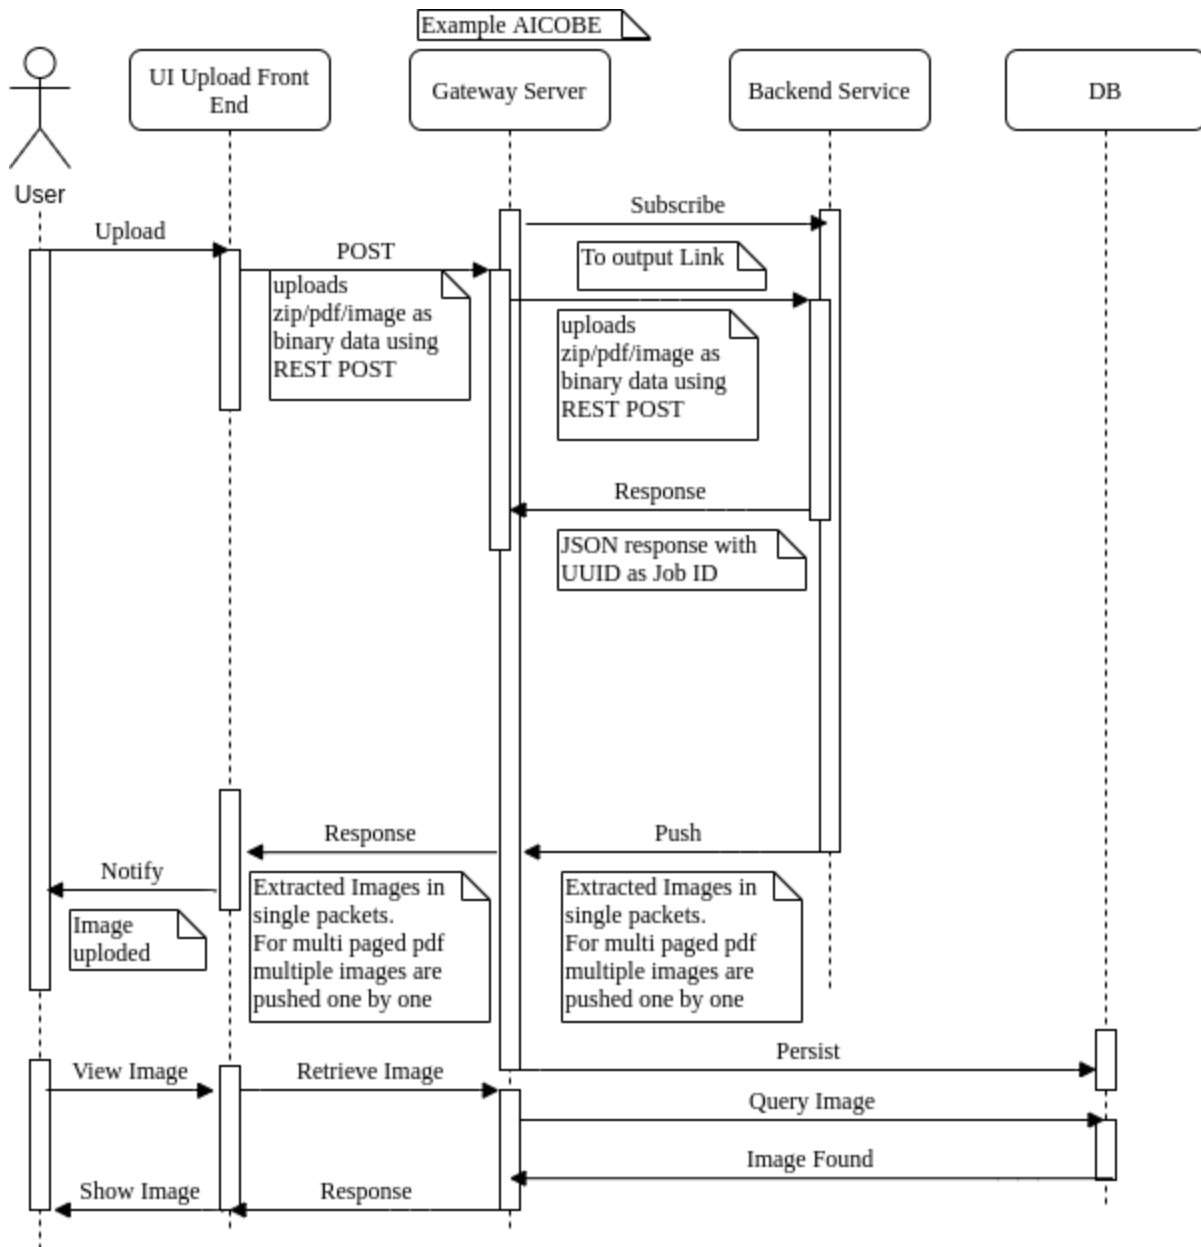 Example AICOBE
UI Upload Front
End
Gateway Server
Backend Service
DB
User
Subscribe
Upload
POST
To output Link
uploads
zip/pdf/image as
binary data using
REST POST
uploads
zip/pdf/image as
binary data using
REST POST
Response
JSON response with
UUID as Job ID
Response
Push
Notify
Extracted Images in
single packets.
For multi paged pdf
multiple images are
pushed one by one
Extracted Images in
single packets.
For multi paged pdf
multiple images are
pushed one by one
Image
uploded
Persist
View Image
Retrieve Image
Query Image
Image Found
Show Image
Response